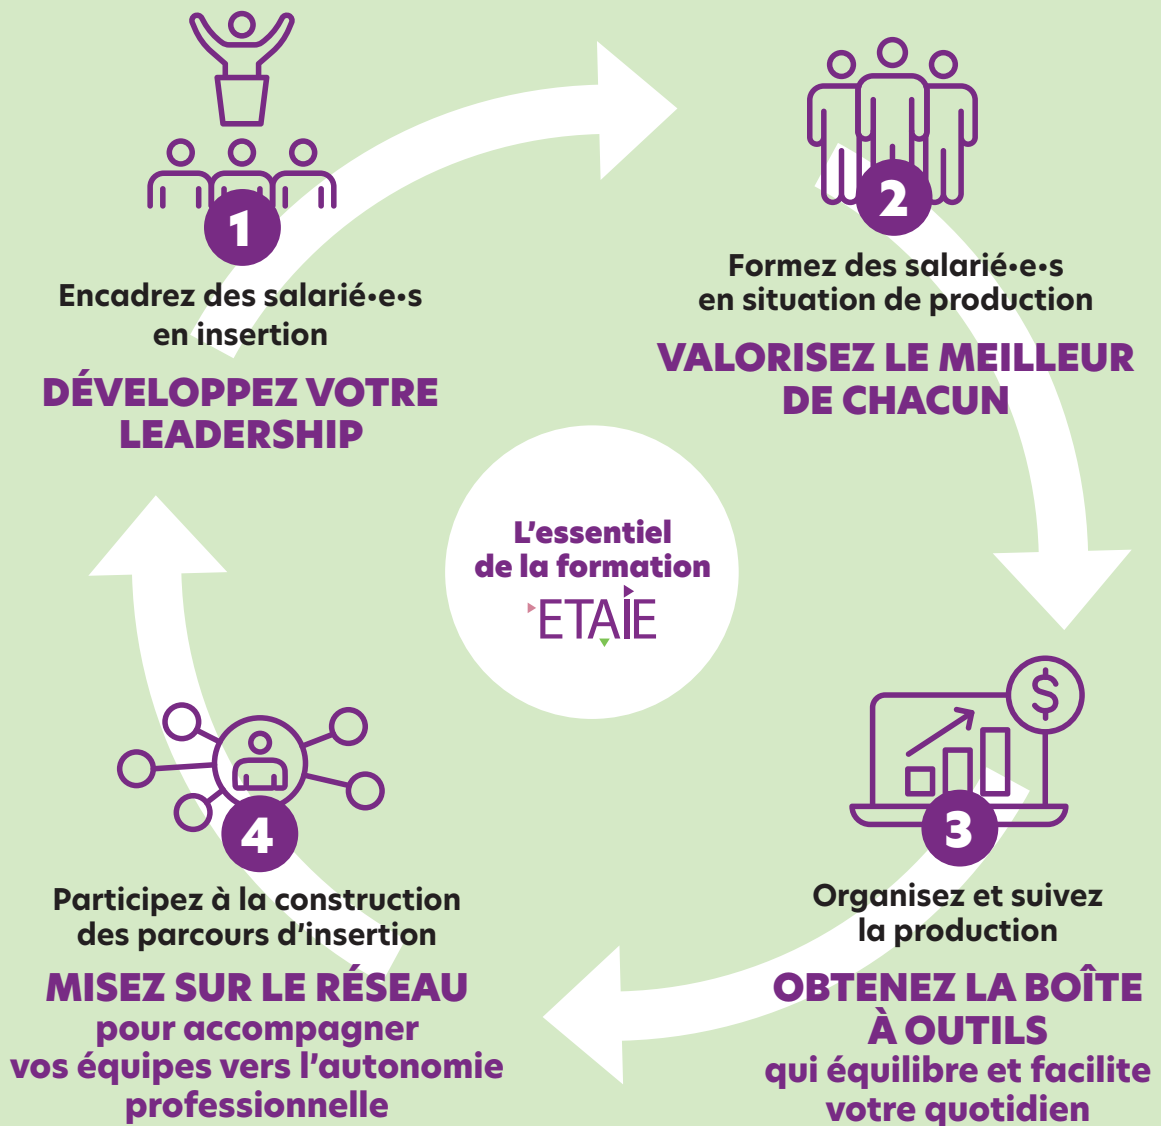 1
Encadrez des salarié•e•s
en insertion
DÉVELOPPEZ VOTRE
LEADERSHIP
2
Formez des salarié•e•s
en situation de production
VALORISEZ LE MEILLEUR
DE CHACUN
L'essentiel
de la formation
ETAIE
$
3
Organisez et suivez
la production
OBTENEZ LA BOÎTE
À OUTILS
qui équilibre et facilite
votre quotidien
4
Participez à la construction
des parcours d'insertion
MISEZ SUR LE RÉSEAU
pour accompagner
vos équipes vers l'autonomie
professionnelle